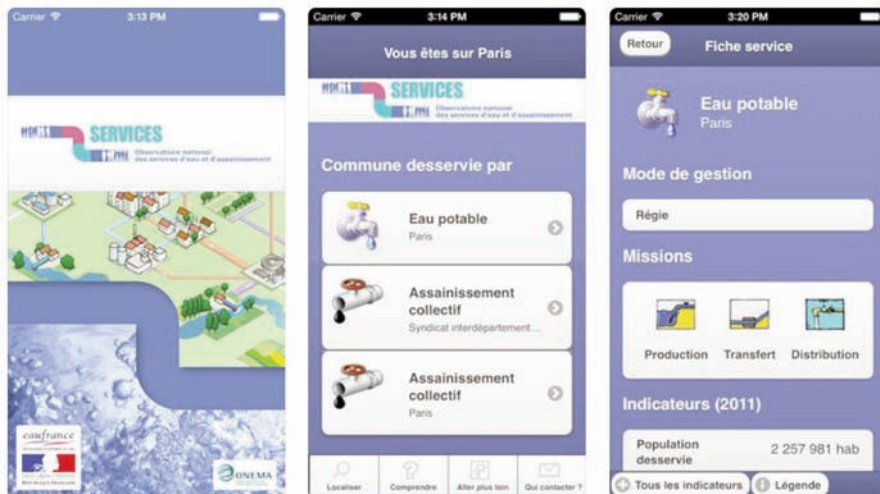 Carrier 3:13 PM
SERVICES
Observatoire national
des services d'eau et d'assainissement
eaufrance
ONEMA
Carrier 3:14 PM
Vous êtes sur Paris
SERVICES
Observatoire national
des services d'eau et d'assainissement
Commune desservie par
Eau potable
Paris
Assainissement
collectif
Syndicat interdépartement...
Assainissement
collectif
Paris
Localiser Comprendre Aller plus loin Qui contacter ?
Carrier 3:20 PM
Retour Fiche service
Eau potable
Paris
Mode de gestion
Régie
Missions
Production Transfert Distribution
Indicateurs (2011)
Population
desservie 2 257 981 hab
Tous les indicateurs Légende